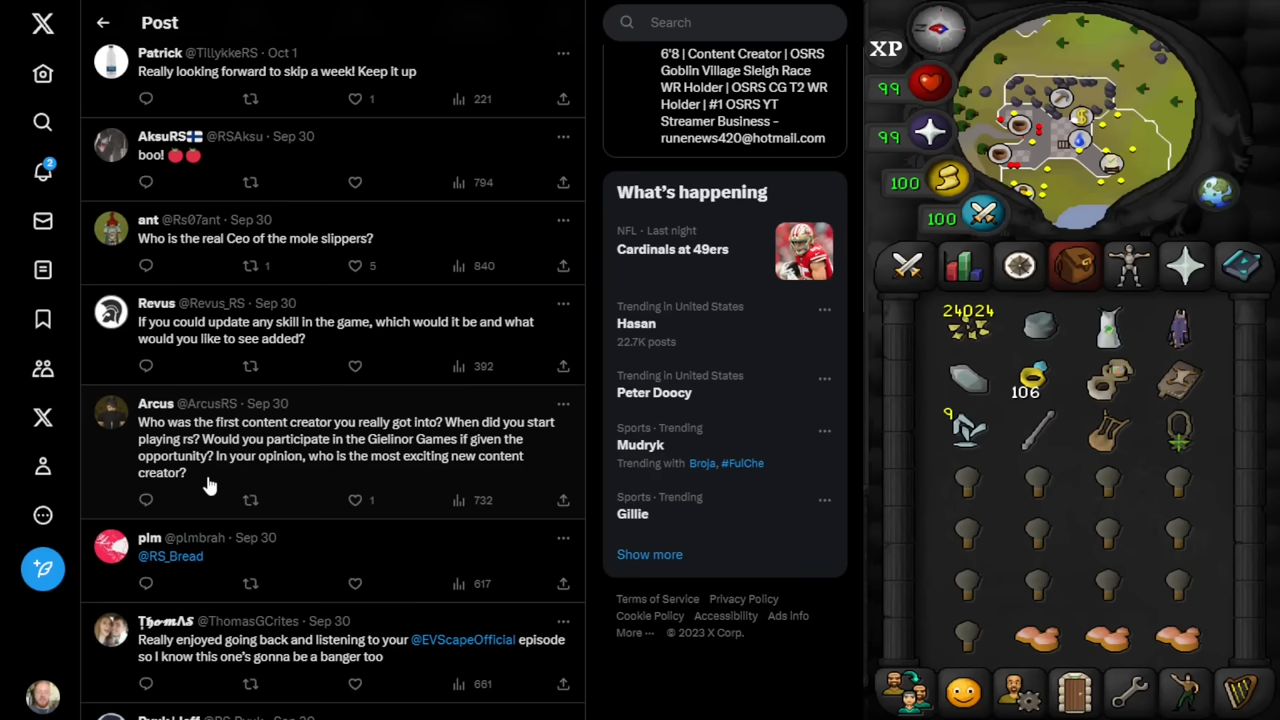 Post
Patrick @TillykkeRS · Oct 1
Really looking forward to skip a week! Keep it up
1
221
AksuRS🇫🇮 @RSAksu · Sep 30
boo! 🍅🍅
794
ant @Rs07ant · Sep 30
Who is the real Ceo of the mole slippers?
1
5
840
Revus @Revus_RS · Sep 30
If you could update any skill in the game, which would it be and what
would you like to see added?
392
Arcus @ArcusRS · Sep 30
Who was the first content creator you really got into? When did you start
playing rs? Would you participate in the Gielinor Games if given the
opportunity? In your opinion, who is the most exciting new content
creator?
1
732
plm @plmbrah · Sep 30
@RS_Bread
617
@ThomasGCrites · Sep 30
Really enjoyed going back and listening to your @EVScapeOfficial episode
so I know this one's gonna be a banger too
661
2
Search
6'8 | Content Creator | OSRS
Goblin Village Sleigh Race
WR Holder | OSRS CG T2 WR
Holder | #1 OSRS YT
Streamer Business -
runenews420@hotmail.com
What's happening
NFL · Last night
Cardinals at 49ers
Trending in United States
Hasan
22.7K posts
Trending in United States
Peter Doocy
Sports · Trending
Mudryk
Trending with Broja, #FulChe
Sports · Trending
Gillie
Show more
Terms of Service Privacy Policy
Cookie Policy Accessibility Ads info
More ··· © 2023 X Corp.
XP
99
99
100
100
24024
106
9